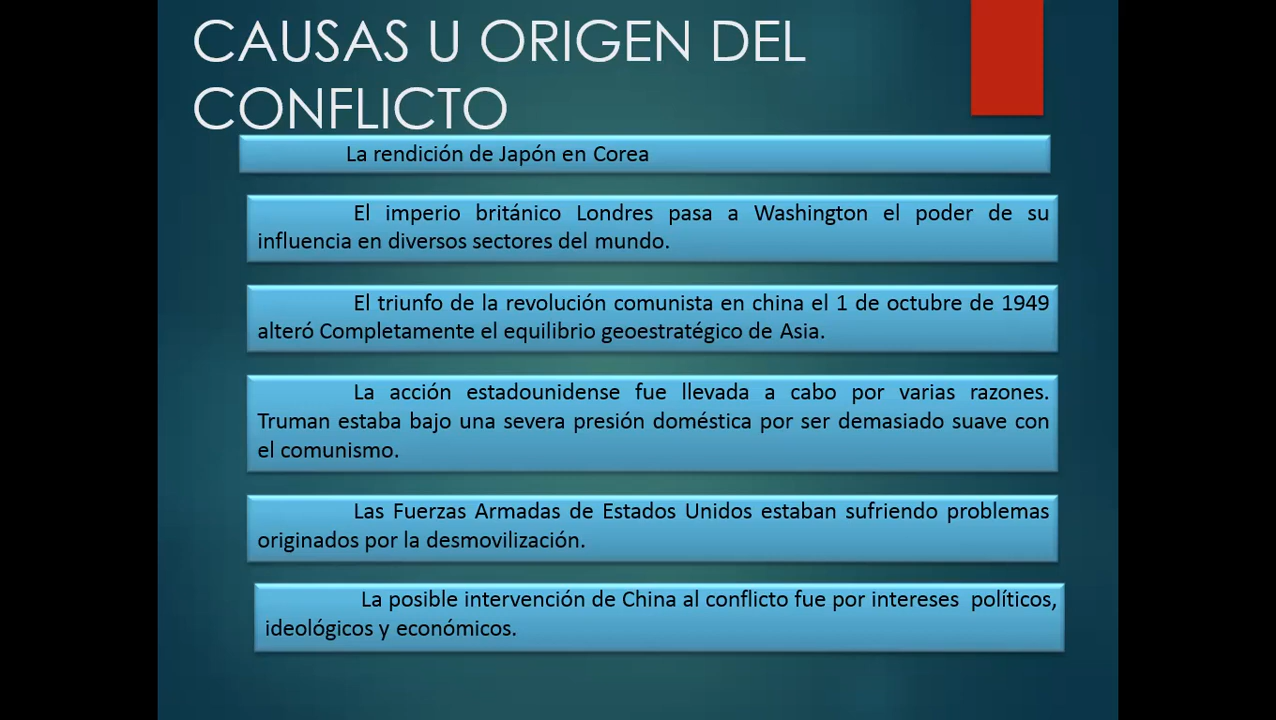 CAUSAS U ORIGEN DEL
CONFLICTO
La rendición de Japón en Corea
El imperio británico Londres pasa a Washington el poder de su
influencia en diversos sectores del mundo.
El triunfo de la revolución comunista en china el 1 de octubre de 1949
alteró Completamente el equilibrio geoestratégico de Asia.
La acción estadounidense fue llevada a cabo por varias razones.
Truman estaba bajo una severa presión doméstica por ser demasiado suave con
el comunismo.
Las Fuerzas Armadas de Estados Unidos estaban sufriendo problemas
originados por la desmovilización.
La posible intervención de China al conflicto fue por intereses políticos,
ideológicos y económicos.